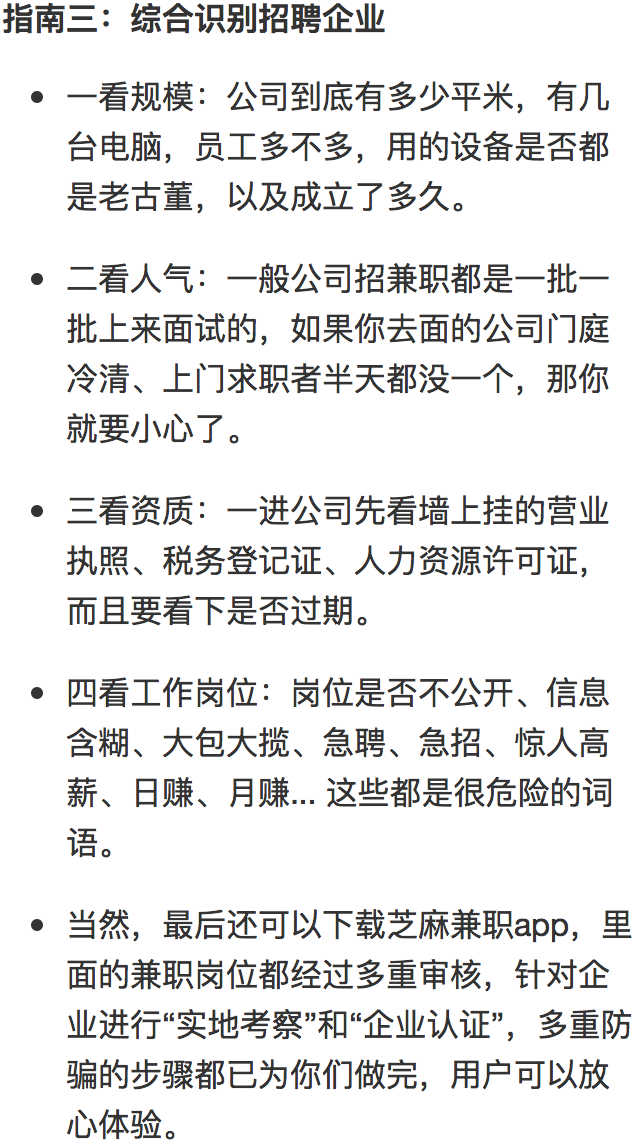 指南三：综合识别招聘企业
• 一看规模：公司到底有多少平米，有几
台电脑，员工多不多，用的设备是否都
是老古董，以及成立了多久。
• 二看人气：一般公司招兼职都是一批一
批上来面试的，如果你去面的公司门庭
冷清、上门求职者半天都没一个，那你
就要小心了。
• 三看资质：一进公司先看墙上挂的营业
执照、税务登记证、人力资源许可证，
而且要看下是否过期。
• 四看工作岗位：岗位是否不公开、信息
含糊、大包大揽、急聘、急招、惊人高
薪、日赚、月赚... 这些都是很危险的词
语。
• 当然，最后还可以下载芝麻兼职app，里
面的兼职岗位都经过多重审核，针对企
业进行“实地考察”和“企业认证”，多重防
骗的步骤都已为你们做完，用户可以放
心体验。